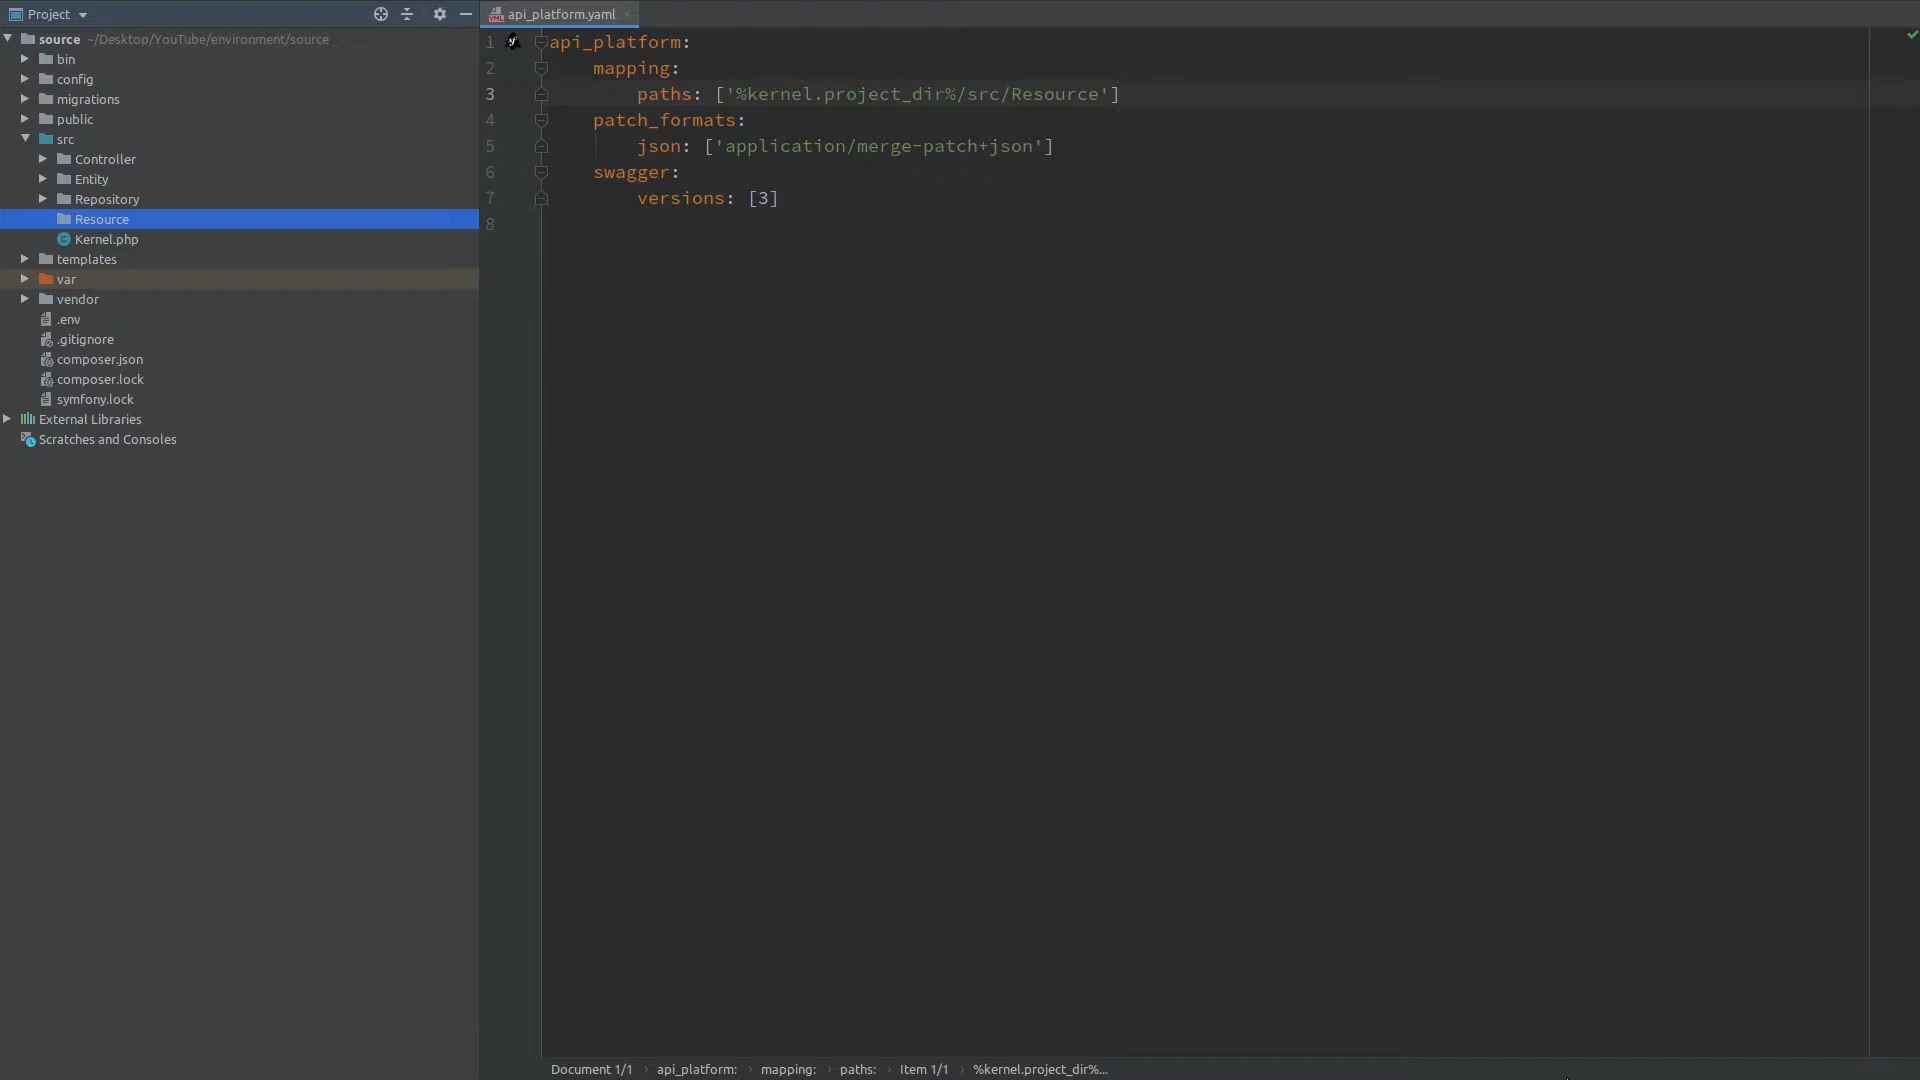 Project
source ~/Desktop/YouTube/environment/source
bin
config
migrations
public
src
Controller
Entity
Repository
Resource
Kernel.php
templates
var
vendor
.env
.gitignore
composer.json
composer.lock
symfony.lock
External Libraries
Scratches and Consoles
api_platform.yaml
1 api_platform:
2 mapping:
3 paths: ['%kernel.project_dir%/src/Resource']
4 patch_formats:
5 json: ['application/merge-patch+json']
6 swagger:
7 versions: [3]
8
Document 1/1 › api_platform: › mapping: › paths: › Item 1/1 › %kernel.project_dir%...